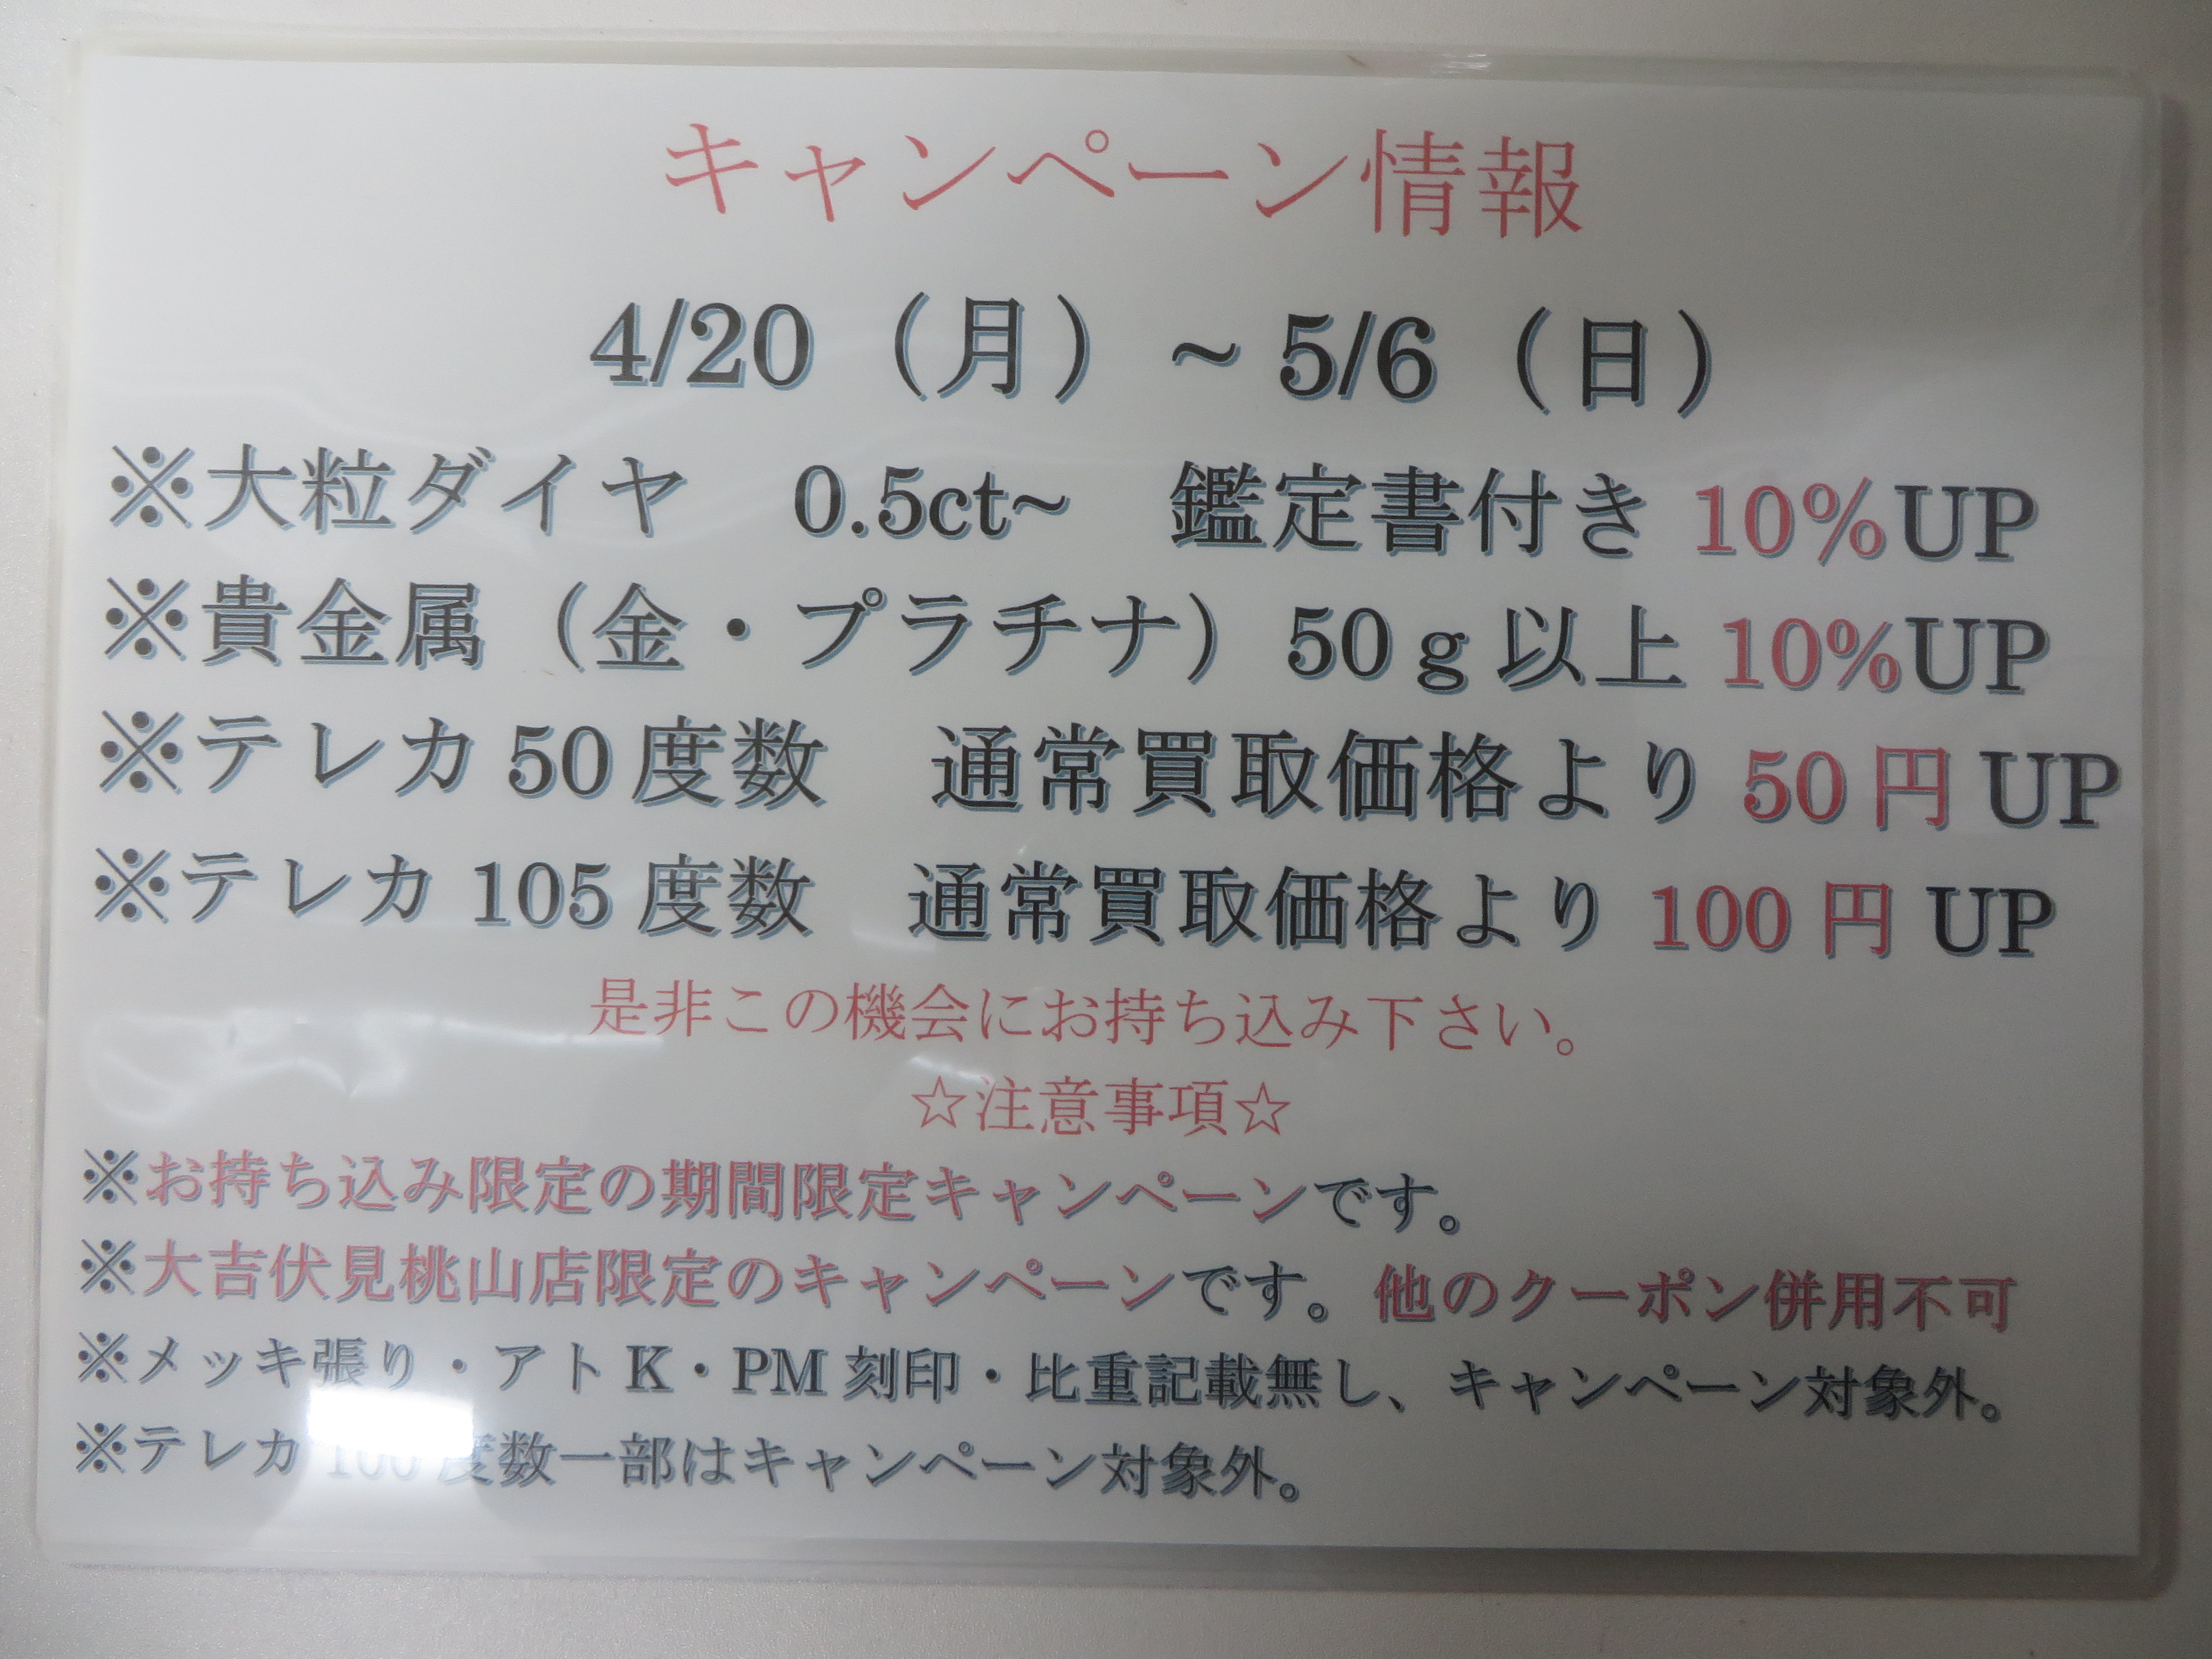 キャンペーン情報
4/20（月）~ 5/6（日）
※大粒ダイヤ　0.5ct~　鑑定書付き 10%UP
※貴金属（金・プラチナ）50ｇ以上 10%UP
※テレカ 50 度数　通常買取価格より 50 円 UP
※テレカ 105 度数　通常買取価格より 100 円 UP
是非この機会にお持ち込み下さい。
☆注意事項☆
※お持ち込み限定の期間限定キャンペーンです。
※大吉伏見桃山店限定のキャンペーンです。他のクーポン併用不可
※メッキ張り・アト K・PM 刻印・比重記載無し、キャンペーン対象外。
※テレカ 100 度数一部はキャンペーン対象外。